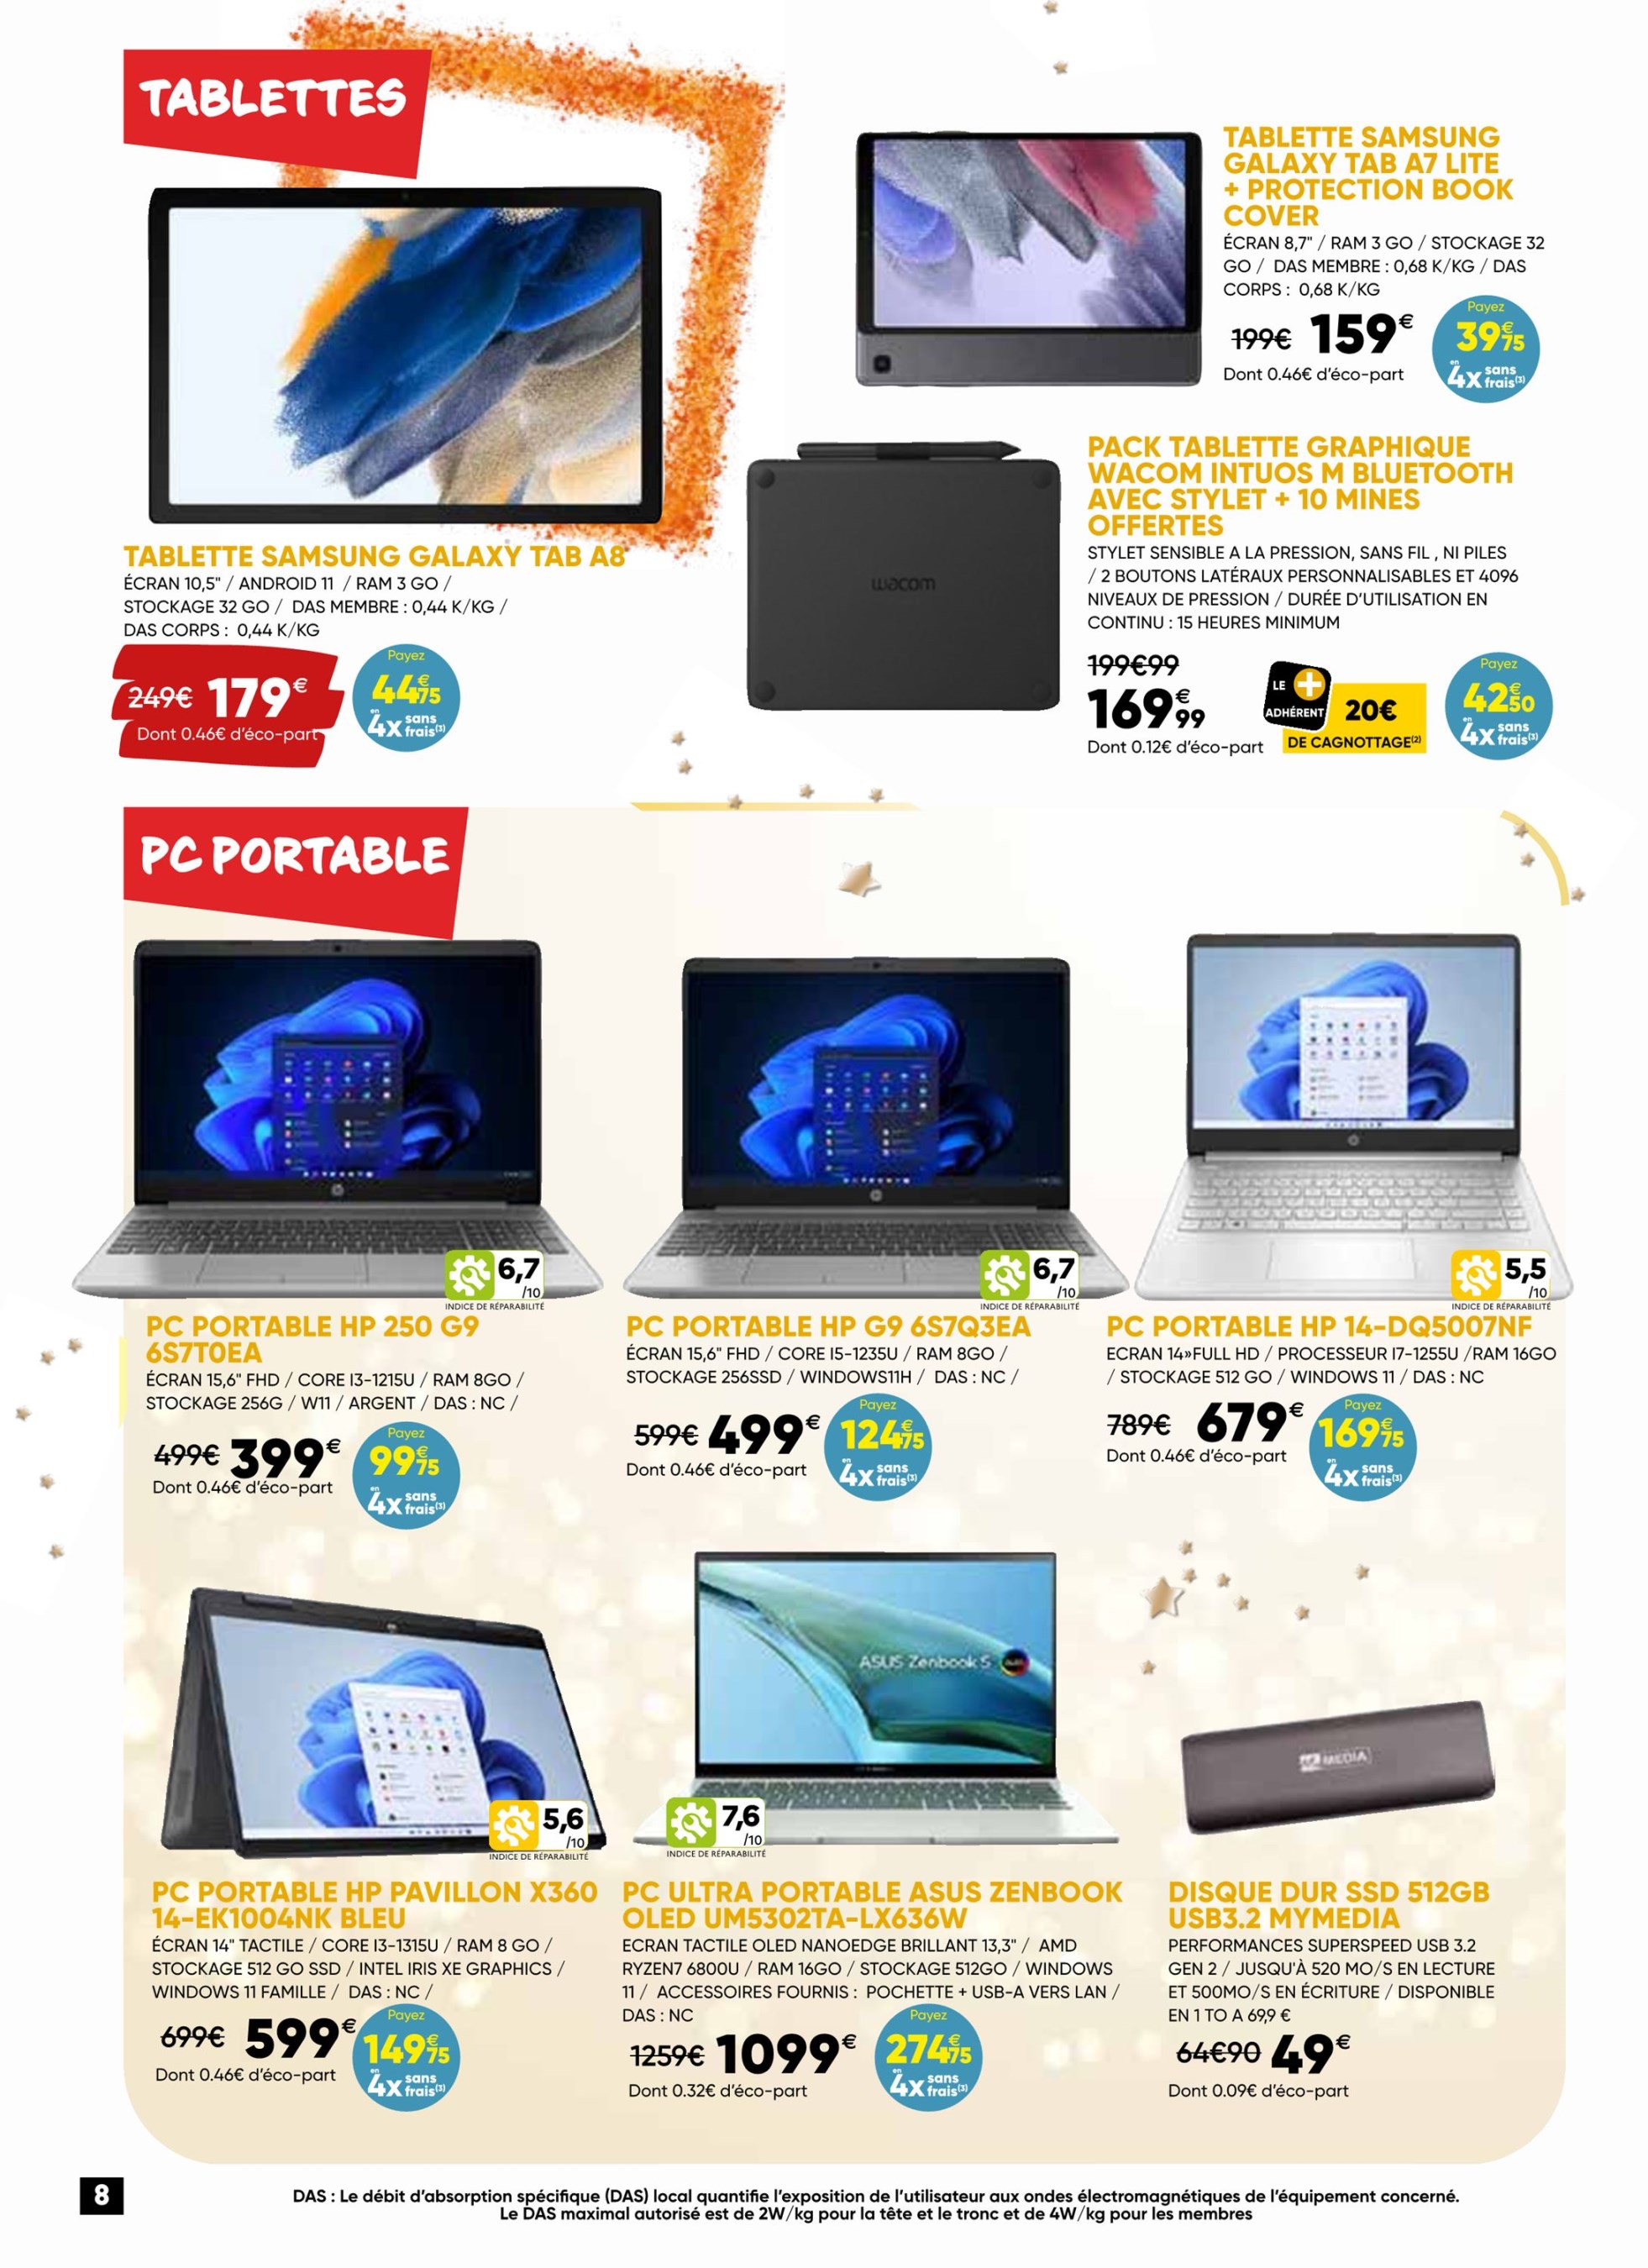 TABLETTES
TABLETTE SAMSUNG GALAXY TAB A8
ÉCRAN 10,5" / ANDROID 11 / RAM 3 GO /
STOCKAGE 32 GO / DAS MEMBRE : 0,44 K/KG /
DAS CORPS : 0,44 K/KG
249€ 179€
Dont 0.46€ d'éco-part
Payez
44€75
en 4x sans frais(3)
TABLETTE SAMSUNG
GALAXY TAB A7 LITE
+ PROTECTION BOOK
COVER
ÉCRAN 8,7" / RAM 3 GO / STOCKAGE 32
GO / DAS MEMBRE : 0,68 K/KG / DAS
CORPS : 0,68 K/KG
199€ 159€
Dont 0.46€ d'éco-part
Payez
39€75
en 4x sans frais(3)
wacom
PACK TABLETTE GRAPHIQUE
WACOM INTUOS M BLUETOOTH
AVEC STYLET + 10 MINES
OFFERTES
STYLET SENSIBLE A LA PRESSION, SANS FIL , NI PILES
/ 2 BOUTONS LATÉRAUX PERSONNALISABLES ET 4096
NIVEAUX DE PRESSION / DURÉE D'UTILISATION EN
CONTINU : 15 HEURES MINIMUM
199€99
169€99
Dont 0.12€ d'éco-part
LE +
ADHÉRENT
20€
DE CAGNOTTAGE(2)
Payez
42€50
en 4x sans frais(3)
PC PORTABLE
6,7
/10
INDICE DE RÉPARABILITÉ
PC PORTABLE HP 250 G9
6S7T0EA
ÉCRAN 15,6" FHD / CORE I3-1215U / RAM 8GO /
STOCKAGE 256G / W11 / ARGENT / DAS : NC /
499€ 399€
Dont 0.46€ d'éco-part
Payez
99€75
en 4x sans frais(3)
6,7
/10
INDICE DE RÉPARABILITÉ
PC PORTABLE HP G9 6S7Q3EA
ÉCRAN 15,6" FHD / CORE I5-1235U / RAM 8GO /
STOCKAGE 256SSD / WINDOWS11H / DAS : NC /
599€ 499€
Dont 0.46€ d'éco-part
Payez
124€75
en 4x sans frais(3)
5,5
/10
INDICE DE RÉPARABILITÉ
PC PORTABLE HP 14-DQ5007NF
ECRAN 14»FULL HD / PROCESSEUR I7-1255U /RAM 16GO
/ STOCKAGE 512 GO / WINDOWS 11 / DAS : NC
789€ 679€
Dont 0.46€ d'éco-part
Payez
169€75
en 4x sans frais(3)
5,6
/10
INDICE DE RÉPARABILITÉ
PC PORTABLE HP PAVILLON X360
14-EK1004NK BLEU
ÉCRAN 14" TACTILE / CORE I3-1315U / RAM 8 GO /
STOCKAGE 512 GO SSD / INTEL IRIS XE GRAPHICS /
WINDOWS 11 FAMILLE / DAS : NC /
699€ 599€
Dont 0.46€ d'éco-part
Payez
149€75
en 4x sans frais(3)
ASUS Zenbook S
7,6
/10
INDICE DE RÉPARABILITÉ
PC ULTRA PORTABLE ASUS ZENBOOK
OLED UM5302TA-LX636W
ECRAN TACTILE OLED NANOEDGE BRILLANT 13,3" / AMD
RYZEN7 6800U / RAM 16GO / STOCKAGE 512GO / WINDOWS
11 / ACCESSOIRES FOURNIS : POCHETTE + USB-A VERS LAN /
DAS : NC
1259€ 1099€
Dont 0.32€ d'éco-part
Payez
274€75
en 4x sans frais(3)
MEDIA
DISQUE DUR SSD 512GB
USB3.2 MYMEDIA
PERFORMANCES SUPERSPEED USB 3.2
GEN 2 / JUSQU'À 520 MO/S EN LECTURE
ET 500MO/S EN ÉCRITURE / DISPONIBLE
EN 1 TO A 69,9 €
64€90 49€
Dont 0.09€ d'éco-part
8
DAS : Le débit d'absorption spécifique (DAS) local quantifie l'exposition de l'utilisateur aux ondes électromagnétiques de l'équipement concerné.
Le DAS maximal autorisé est de 2W/kg pour la tête et le tronc et de 4W/kg pour les membres